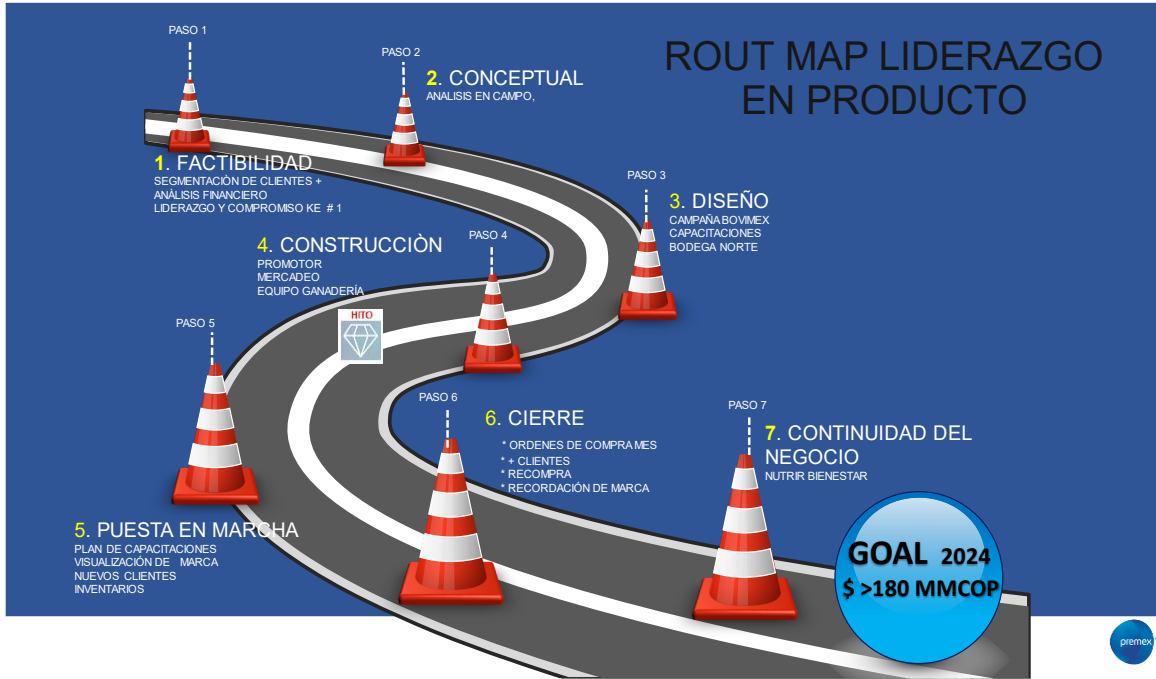 ROUT MAP LIDERAZGO
EN PRODUCTO
PASO 1
1. FACTIBILIDAD
SEGMENTACIÒN DE CLIENTES +
ANÀLISIS FINANCIERO
LIDERAZGO Y COMPROMISO KE # 1
PASO 2
2. CONCEPTUAL
ANALISIS EN CAMPO,
PASO 3
3. DISEÑO
CAMPAÑA BOVIMEX
CAPACITACIONES
BODEGA NORTE
PASO 4
4. CONSTRUCCIÒN
PROMOTOR
MERCADEO
EQUIPO GANADERÍA
HITO
PASO 5
5. PUESTA EN MARCHA
PLAN DE CAPACITACIONES
VISUALIZACIÓN DE MARCA
NUEVOS CLIENTES
INVENTARIOS
PASO 6
6. CIERRE
* ORDENES DE COMPRA MES
* + CLIENTES
* RECOMPRA
* RECORDACIÓN DE MARCA
PASO 7
7. CONTINUIDAD DEL
NEGOCIO
NUTRIR BIENESTAR
GOAL 2024
$ >180 MMCOP
premex